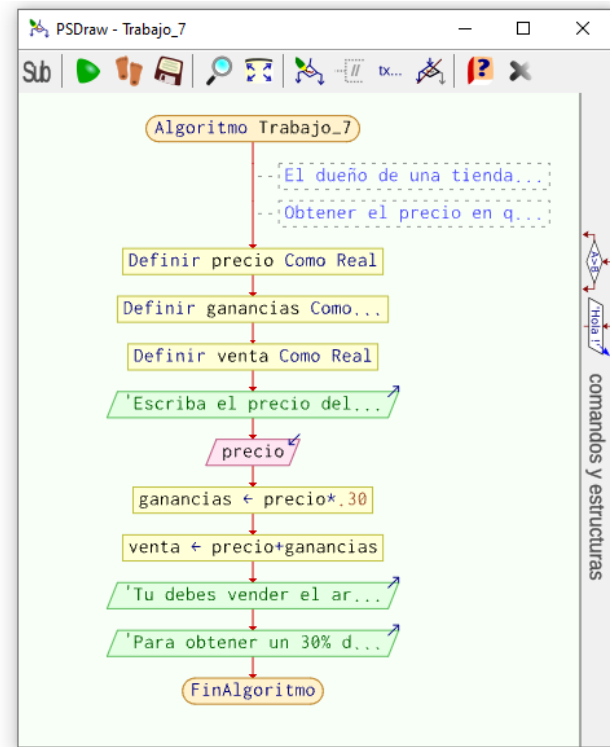 PSDraw - Trabajo_7
Sub
tx...
Algoritmo Trabajo_7
El dueño de una tienda...
Obtener el precio en q...
Definir precio Como Real
Definir ganancias Como...
Definir venta Como Real
'Escriba el precio del...
precio
ganancias ← precio*.30
venta ← precio+ganancias
'Tu debes vender el ar...
'Para obtener un 30% d...
FinAlgoritmo
A>B
'Hola !'
comandos y estructuras